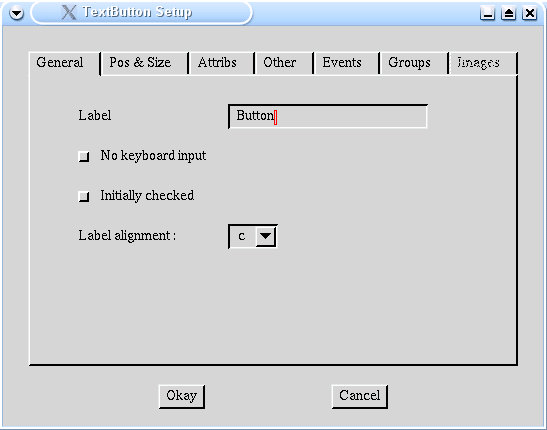 TextButton Setup
General Pos & Size Attribs Other Events Groups Images
Label Button
No keyboard input
Initially checked
Label alignment : c
Okay Cancel